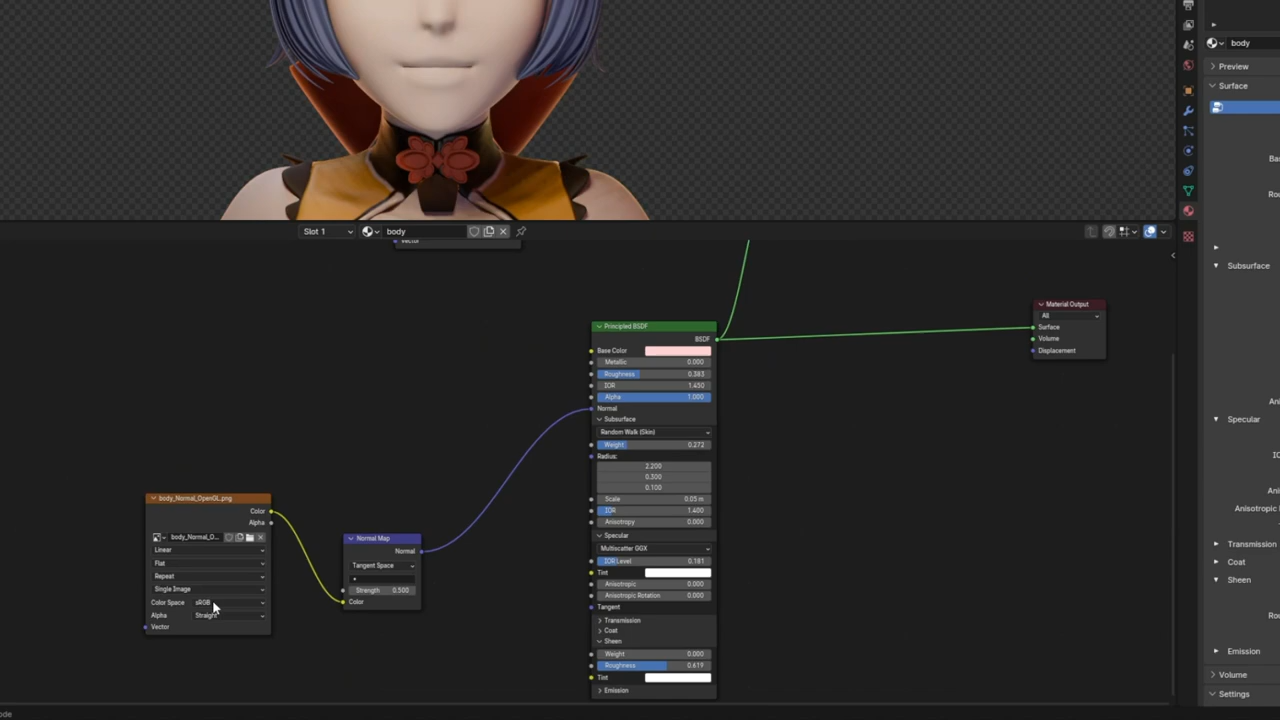 body
Preview
Surface
Slot 1
body
Vector
Subsurface
Material Output
All
Surface
Volume
Displacement
Principled BSDF
BSDF
Base Color
Metallic 0.000
Roughness 0.383
IOR 1.450
Alpha 1.000
Normal
Subsurface
Random Walk (Skin)
Weight 0.272
Radius:
2.200
0.300
0.100
Scale 0.05 m
IOR 1.400
Anisotropy 0.000
Specular
Multiscatter GGX
IOR Level 0.181
Tint
Anisotropic 0.000
Anisotropic Rotation 0.000
Tangent
Transmission
Coat
Sheen
Weight 0.000
Roughness 0.619
Tint
Emission
body_Normal_OpenGL.png
Color
Alpha
body_Normal_O...
Linear
Flat
Repeat
Single Image
Color Space sRGB
Alpha Straight
Vector
Normal Map
Normal
Tangent Space
Strength 0.500
Color
Specular
Anisotropic
Transmission
Coat
Sheen
Emission
Volume
Settings